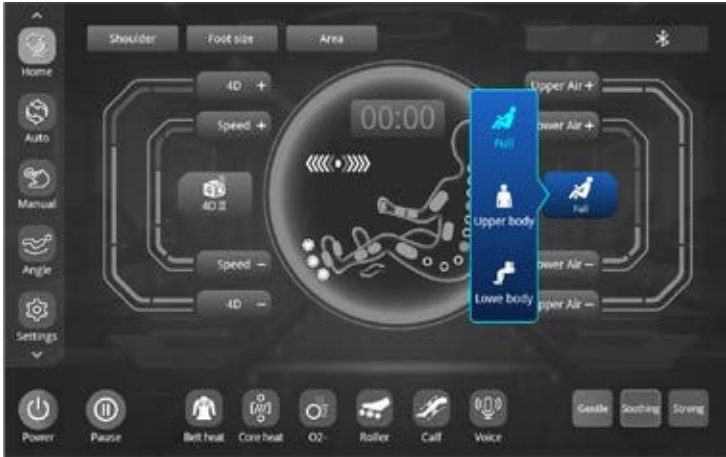 Shoulder
Foot size
Area
Home
Auto
Manual
Angle
Settings
4D +
Speed +
4D II
Speed −
4D −
00:00
Full
Upper body
Lowe body
Upper Air +
ower Air +
Full
ower Air −
pper Air −
Power
Pause
Belt heat
Core heat
O2-
Roller
Calf
Voice
Gentle
Soothing
Strong